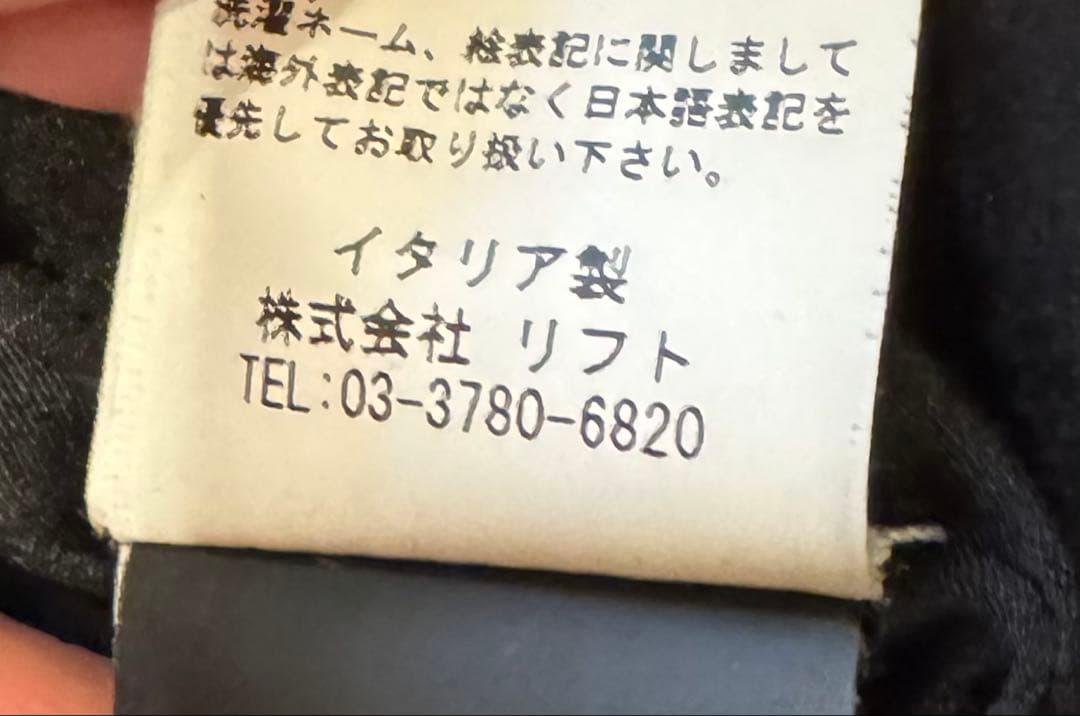 洗濯ネーム、絵表記に関しまして
は海外表記ではなく日本語表記を
優先してお取り扱い下さい。
イタリア製
株式会社 リフト
TEL:03-3780-6820